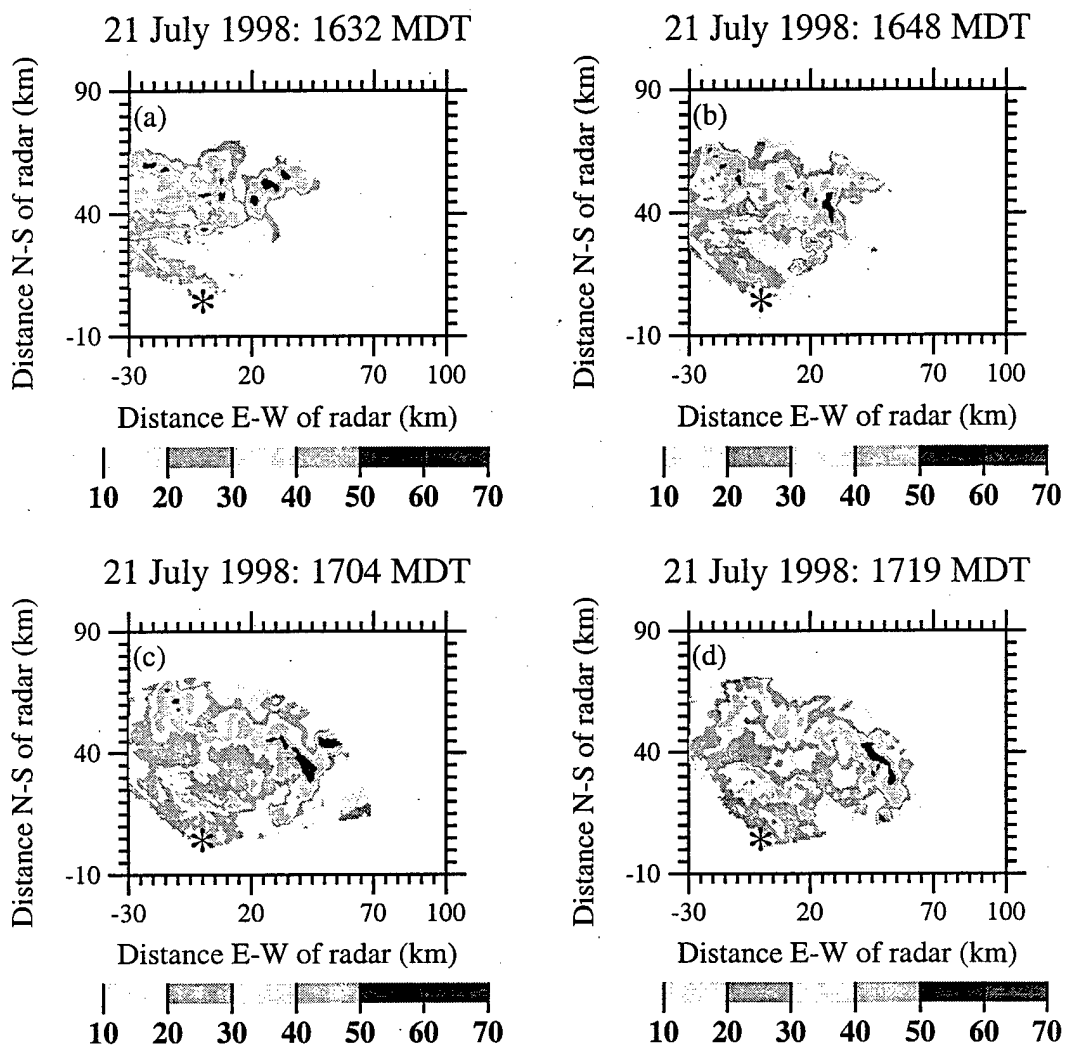 21 July 1998: 1632 MDT
Distance N-S of radar (km)
90
40
-10
(a)
*
-30 20 70 100
Distance E-W of radar (km)
10 20 30 40 50 60 70
21 July 1998: 1648 MDT
Distance N-S of radar (km)
90
40
-10
(b)
*
-30 20 70 100
Distance E-W of radar (km)
10 20 30 40 50 60 70
21 July 1998: 1704 MDT
Distance N-S of radar (km)
90
40
-10
(c)
*
-30 20 70 100
Distance E-W of radar (km)
10 20 30 40 50 60 70
21 July 1998: 1719 MDT
Distance N-S of radar (km)
90
40
-10
(d)
*
-30 20 70 100
Distance E-W of radar (km)
10 20 30 40 50 60 70